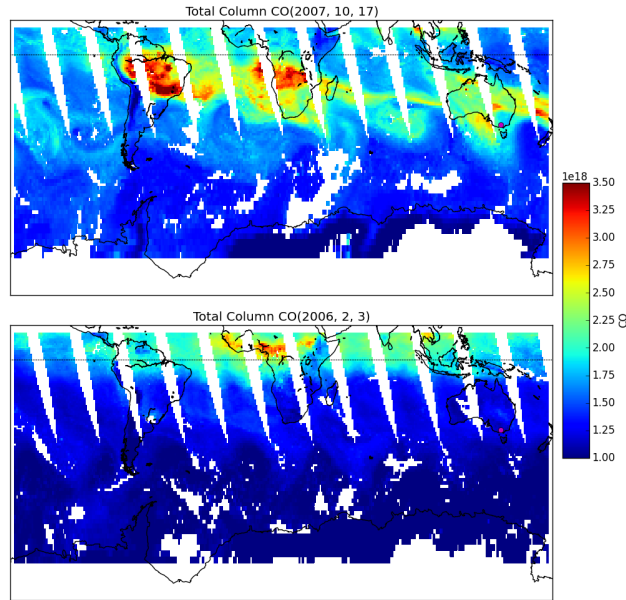 Total Column CO(2007, 10, 17)
Total Column CO(2006, 2, 3)
1e18
3.50
3.25
3.00
2.75
2.50
2.25
2.00
1.75
1.50
1.25
1.00
CO